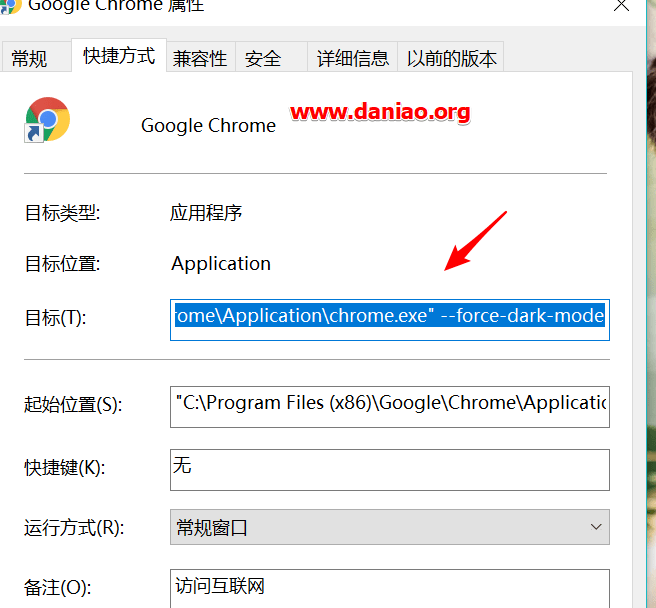 Google Chrome 属性
常规 快捷方式 兼容性 安全 详细信息 以前的版本
Google Chrome www.daniao.org
目标类型: 应用程序
目标位置: Application
目标(T): rome\Application\chrome.exe" --force-dark-mode
起始位置(S): "C:\Program Files (x86)\Google\Chrome\Applicatic
快捷键(K): 无
运行方式(R): 常规窗口
备注(O): 访问互联网